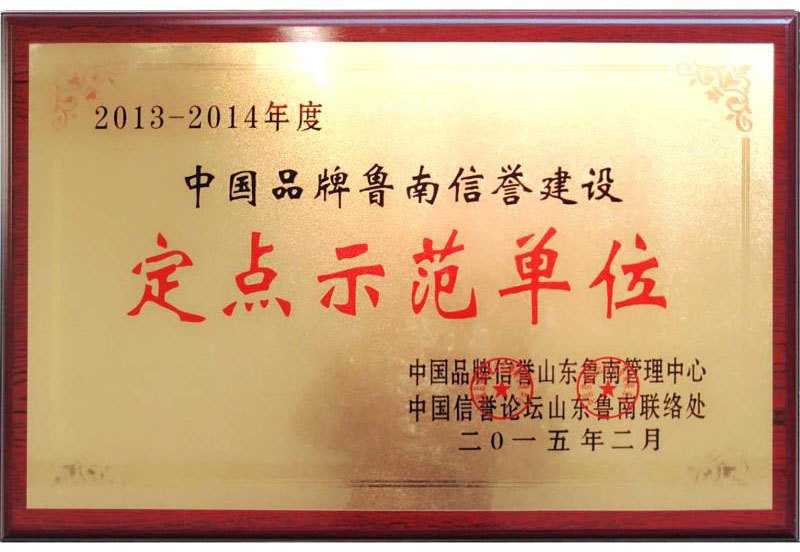 2013-2014年度
中国品牌鲁南信誉建设
定点示范单位
中国品牌信誉山东鲁南管理中心
中国信誉论坛山东鲁南联络处
二〇一五年二月